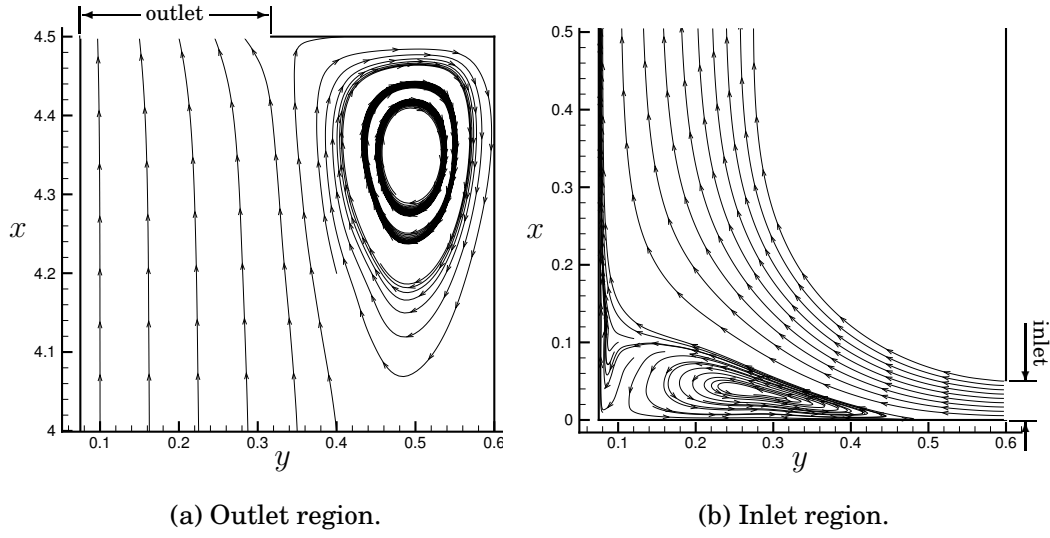 outlet
4.5
4.4
4.3
x
4.2
4.1
4
0.1 0.2 0.3 0.4 0.5 0.6
y
(a) Outlet region.
0.5
0.4
0.3
x
0.2
0.1
0
0.1 0.2 0.3 0.4 0.5 0.6
y
inlet
(b) Inlet region.